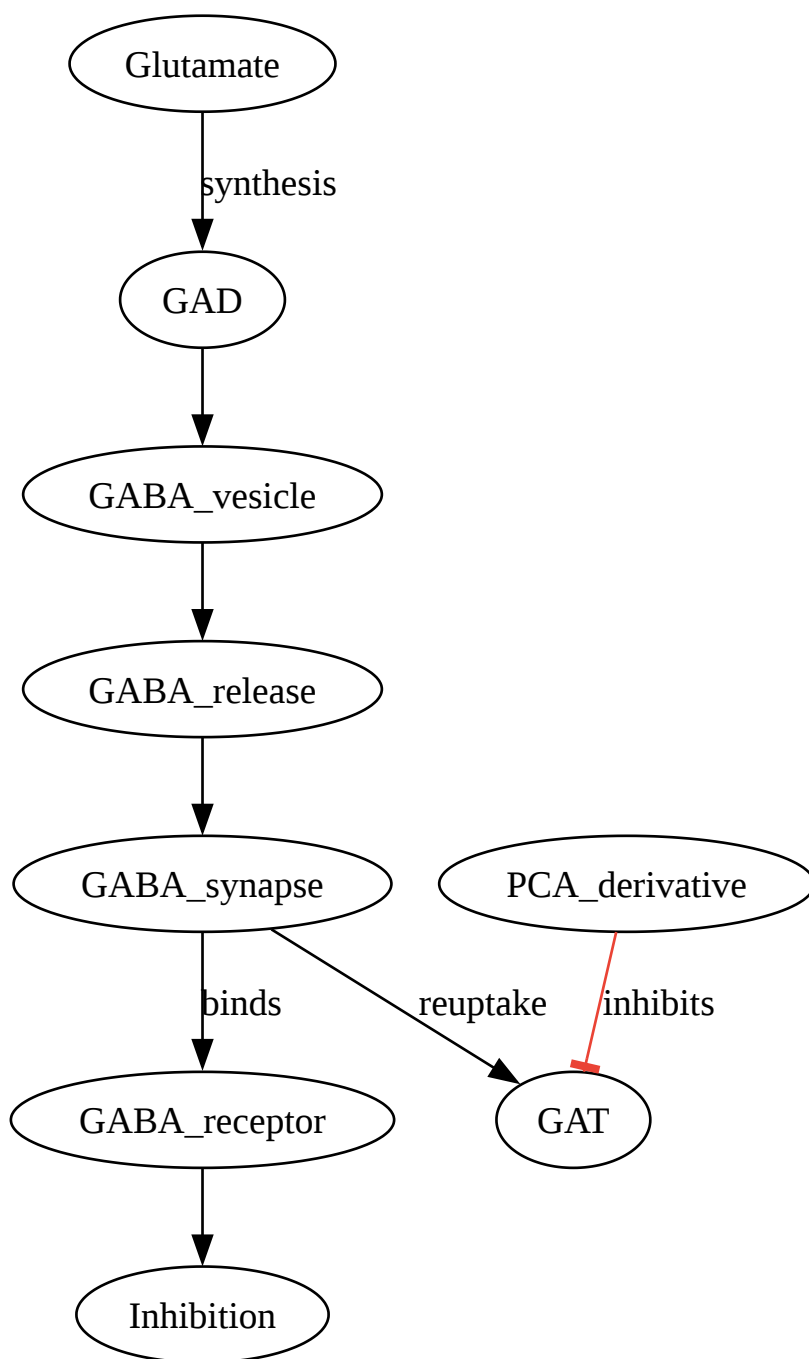 Glutamate
synthesis
GAD
GABA_vesicle
GABA_release
GABA_synapse
PCA_derivative
binds
reuptake
inhibits
GABA_receptor
GAT
Inhibition